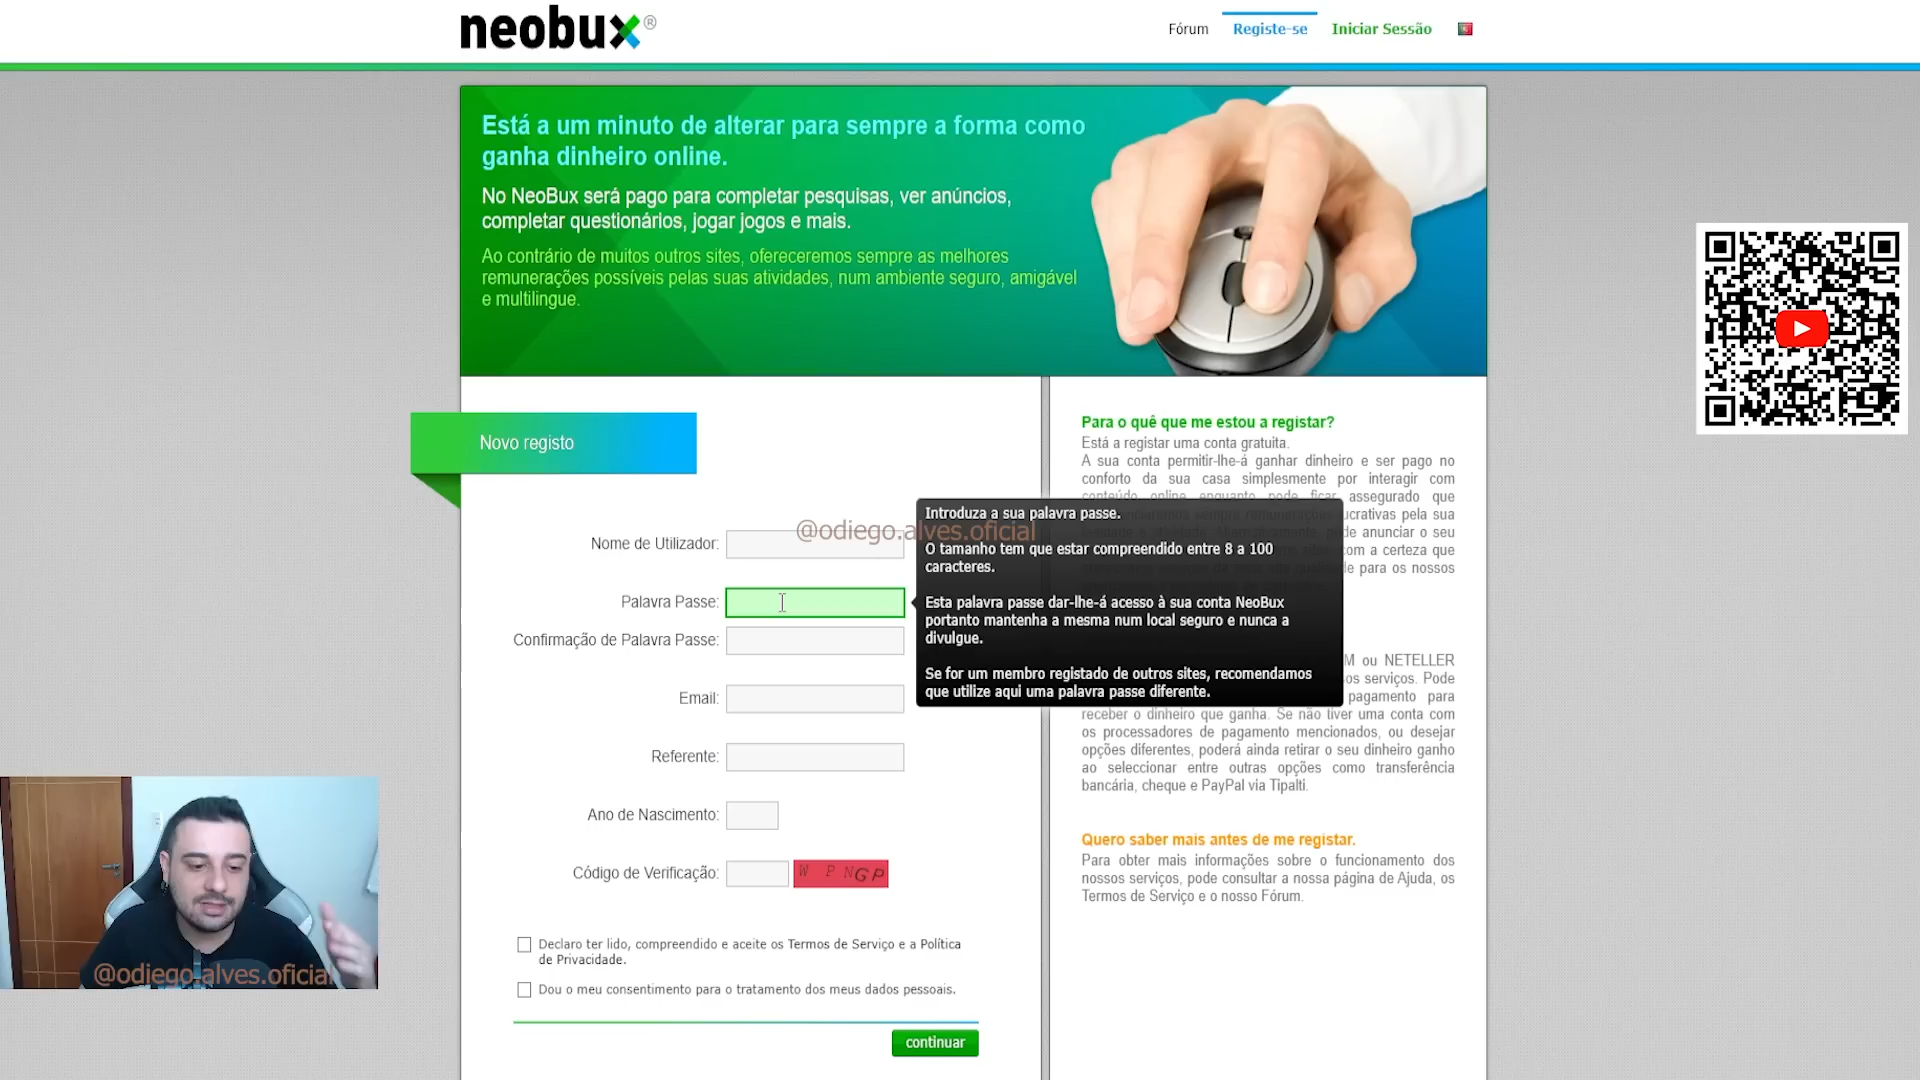 neobux®
Fórum
Registe-se
Iniciar Sessão
Está a um minuto de alterar para sempre a forma como
ganha dinheiro online.
No NeoBux será pago para completar pesquisas, ver anúncios,
completar questionários, jogar jogos e mais.
Ao contrário de muitos outros sites, ofereceremos sempre as melhores
remunerações possíveis pelas suas atividades, num ambiente seguro, amigável
e multilingue.
Novo registo
Nome de Utilizador:
@odiego.alves.oficial
Palavra Passe:
Confirmação de Palavra Passe:
Email:
Referente:
Ano de Nascimento:
Código de Verificação:
W P N G P
Declaro ter lido, compreendido e aceite os Termos de Serviço e a Política
de Privacidade.
Dou o meu consentimento para o tratamento dos meus dados pessoais.
continuar
Introduza a sua palavra passe.
O tamanho tem que estar compreendido entre 8 a 100
caracteres.
Esta palavra passe dar-lhe-á acesso à sua conta NeoBux
portanto mantenha a mesma num local seguro e nunca a
divulgue.
Se for um membro registado de outros sites, recomendamos
que utilize aqui uma palavra passe diferente.
Para o quê que me estou a registar?
Está a registar uma conta gratuita.
A sua conta permitir-lhe-á ganhar dinheiro e ser pago no
conforto da sua casa simplesmente por interagir com
conteúdo online enquanto pode ficar assegurado que
lucrativas pela sua
pode anunciar o seu
com a certeza que
de para os nossos
M ou NETELLER
os serviços. Pode
pagamento para
receber o dinheiro que ganha. Se não tiver uma conta com
os processadores de pagamento mencionados, ou desejar
opções diferentes, poderá ainda retirar o seu dinheiro ganho
ao seleccionar entre outras opções como transferência
bancária, cheque e PayPal via Tipalti.
Quero saber mais antes de me registar.
Para obter mais informações sobre o funcionamento dos
nossos serviços, pode consultar a nossa página de Ajuda, os
Termos de Serviço e o nosso Fórum.
@odiego.alves.oficial